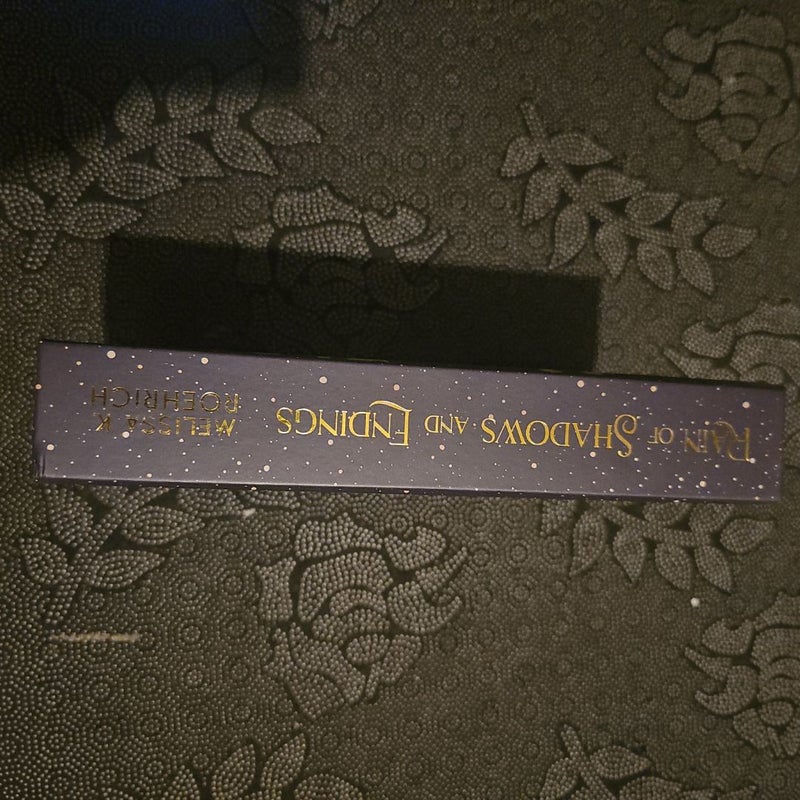 RAIN OF SHADOWS AND ENDINGS
MELISSA K.
ROEHRICH